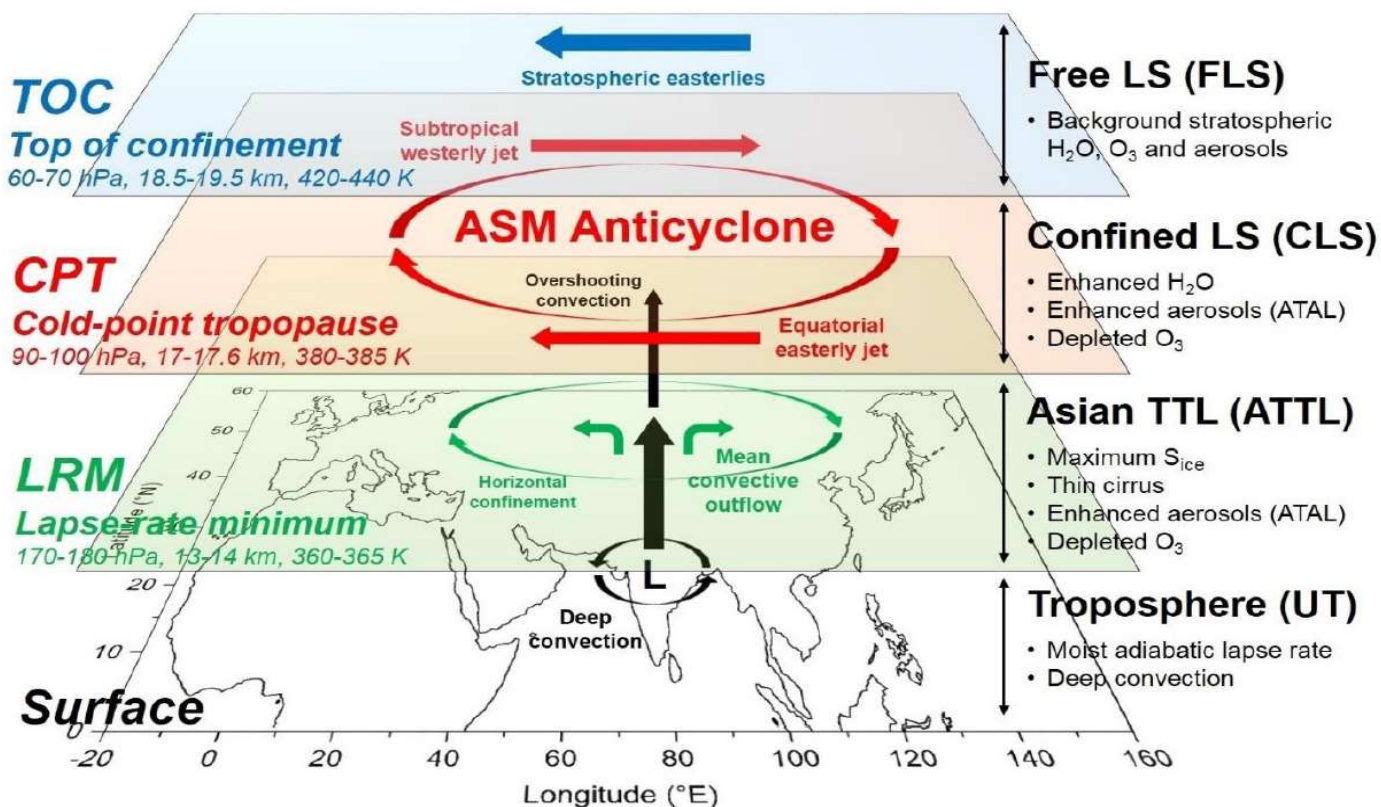 TOC
Top of confinement
60-70 hPa, 18.5-19.5 km, 420-440 K
CPT
Cold-point tropopause
90-100 hPa, 17-17.6 km, 380-385 K
LRM
Lapse-rate minimum
170-180 hPa, 13-14 km, 360-365 K
Surface
Stratospheric easterlies
Subtropical
westerly jet
ASM Anticyclone
Overshooting
convection
Equatorial
easterly jet
Horizontal
confinement
Mean
convective
outflow
L
Deep
convection
Free LS (FLS)
• Background stratospheric
H₂O, O₃ and aerosols
Confined LS (CLS)
• Enhanced H₂O
• Enhanced aerosols (ATAL)
• Depleted O₃
Asian TTL (ATTL)
• Maximum Sᵢcₑ
• Thin cirrus
• Enhanced aerosols (ATAL)
• Depleted O₃
Troposphere (UT)
• Moist adiabatic lapse rate
• Deep convection
60
50
40
20
10
0
-20 0 20 40 60 80 100 120 140 160
Longitude (°E)